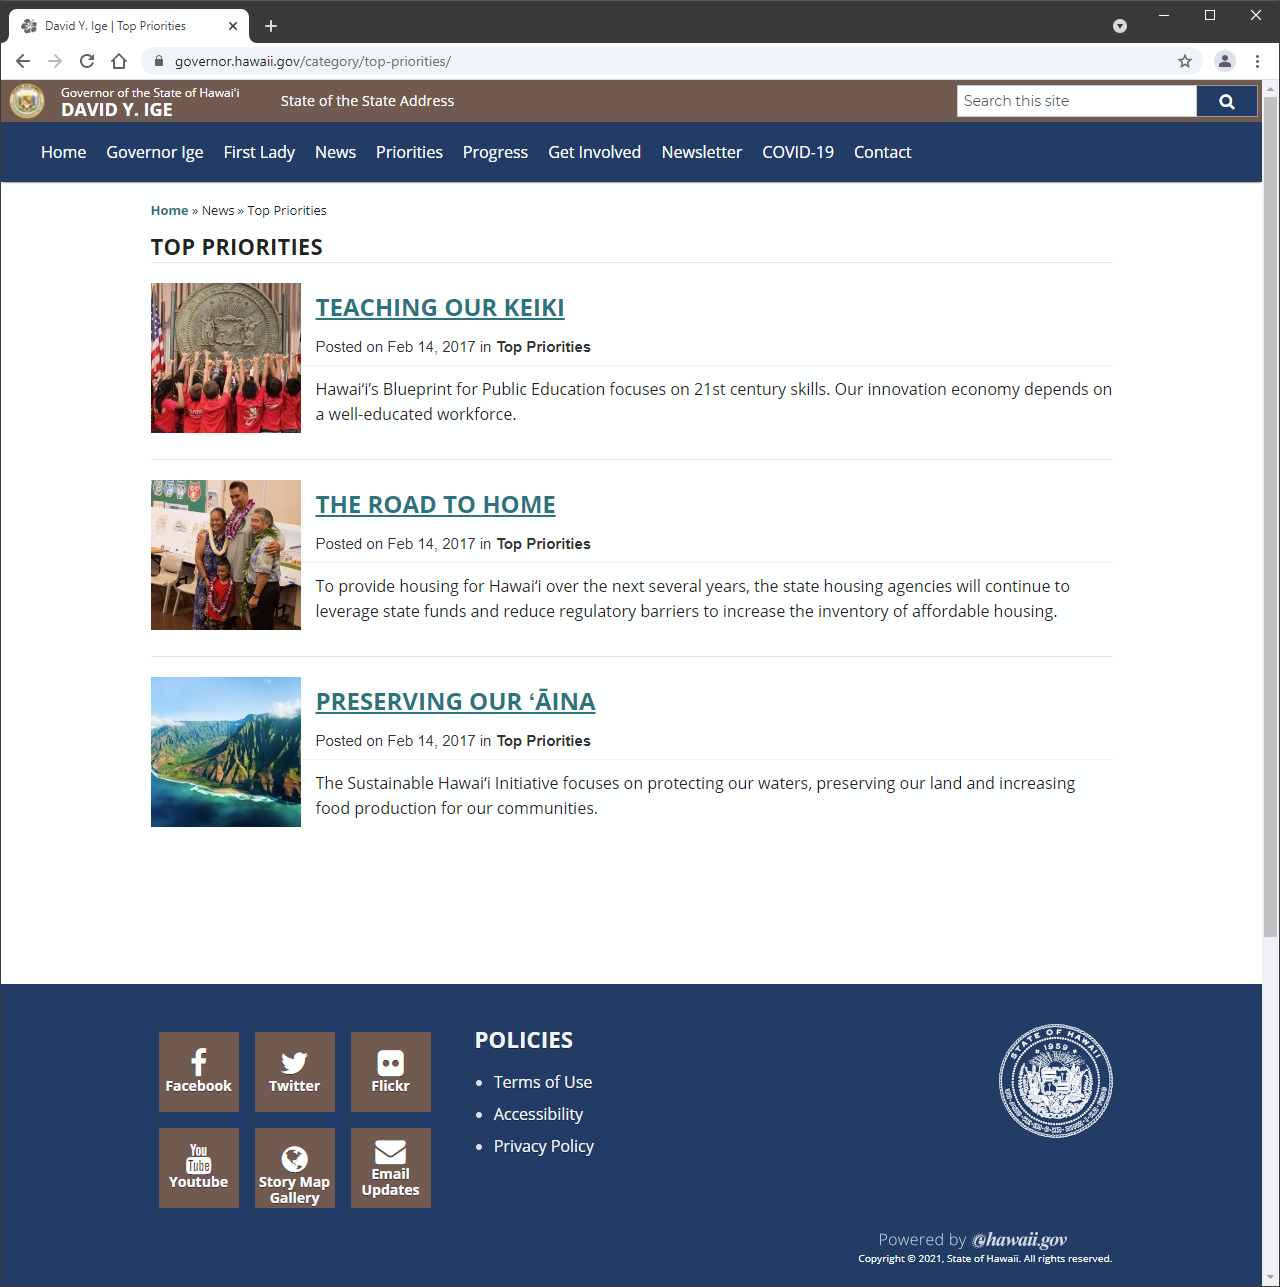 David Y. Ige | Top Priorities
governor.hawaii.gov/category/top-priorities/
Governor of the State of Hawaiʻi
DAVID Y. IGE
State of the State Address
Search this site
Home Governor Ige First Lady News Priorities Progress Get Involved Newsletter COVID-19 Contact
Home » News » Top Priorities
TOP PRIORITIES
TEACHING OUR KEIKI
Posted on Feb 14, 2017 in Top Priorities
Hawaiʻi’s Blueprint for Public Education focuses on 21st century skills. Our innovation economy depends on
a well-educated workforce.
THE ROAD TO HOME
Posted on Feb 14, 2017 in Top Priorities
To provide housing for Hawaiʻi over the next several years, the state housing agencies will continue to
leverage state funds and reduce regulatory barriers to increase the inventory of affordable housing.
PRESERVING OUR ʻĀINA
Posted on Feb 14, 2017 in Top Priorities
The Sustainable Hawaiʻi Initiative focuses on protecting our waters, preserving our land and increasing
food production for our communities.
Facebook
Twitter
Flickr
You
Tube
Youtube
Story Map
Gallery
Email
Updates
POLICIES
Terms of Use
Accessibility
Privacy Policy
STATE OF HAWAII
1959
Powered by ehawaii.gov
Copyright © 2021, State of Hawaii. All rights reserved.